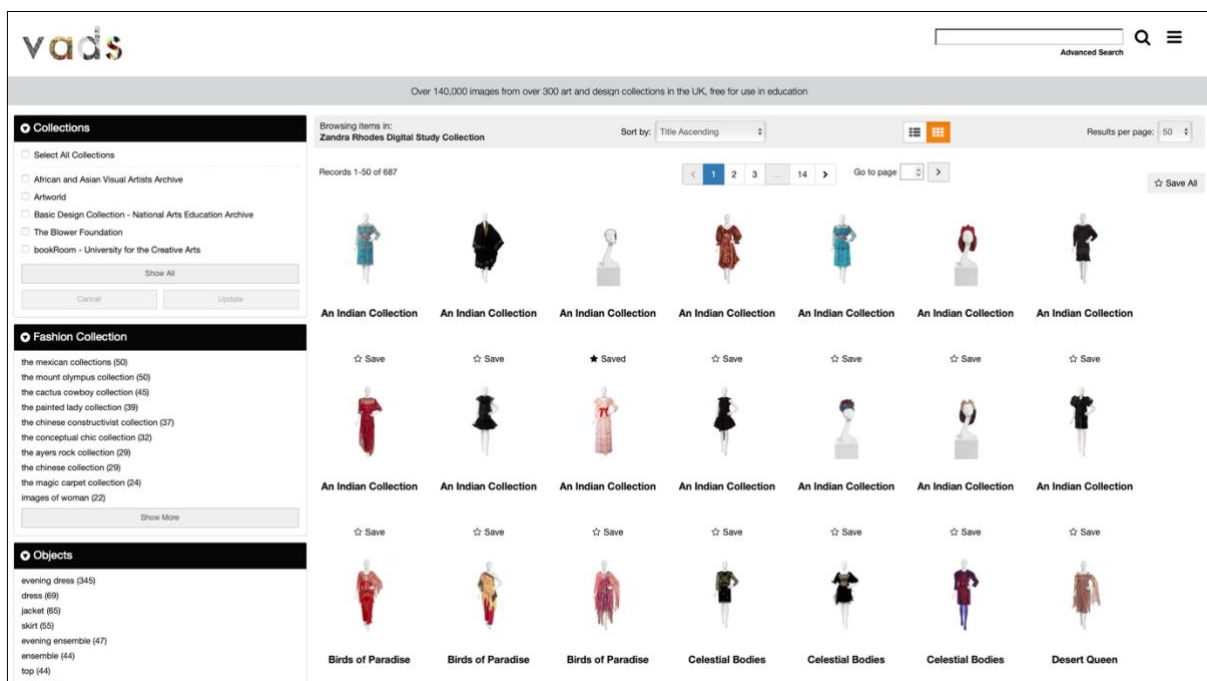 vads
Advanced Search
Over 140,000 images from over 300 art and design collections in the UK, free for use in education
Collections
Select All Collections
African and Asian Visual Artists Archive
Artworld
Basic Design Collection - National Arts Education Archive
The Blower Foundation
bookRoom - University for the Creative Arts
Show All
Cancel Update
Fashion Collection
the mexican collections (50)
the mount olympus collection (50)
the cactus cowboy collection (45)
the painted lady collection (39)
the chinese constructivist collection (37)
the conceptual chic collection (32)
the ayers rock collection (29)
the chinese collection (29)
the magic carpet collection (24)
images of woman (22)
Show More
Objects
evening dress (345)
dress (69)
jacket (65)
skirt (55)
evening ensemble (47)
ensemble (44)
top (44)
Browsing items in:
Zandra Rhodes Digital Study Collection
Sort by: Title Ascending
Results per page: 50
Records 1-50 of 687
< 1 2 3 ... 14 > Go to page >
Save All
An Indian Collection An Indian Collection An Indian Collection An Indian Collection An Indian Collection An Indian Collection An Indian Collection
Save Save Saved Save Save Save Save
An Indian Collection An Indian Collection An Indian Collection An Indian Collection An Indian Collection An Indian Collection An Indian Collection
Save Save Save Save Save Save Save
Birds of Paradise Birds of Paradise Birds of Paradise Celestial Bodies Celestial Bodies Celestial Bodies Desert Queen